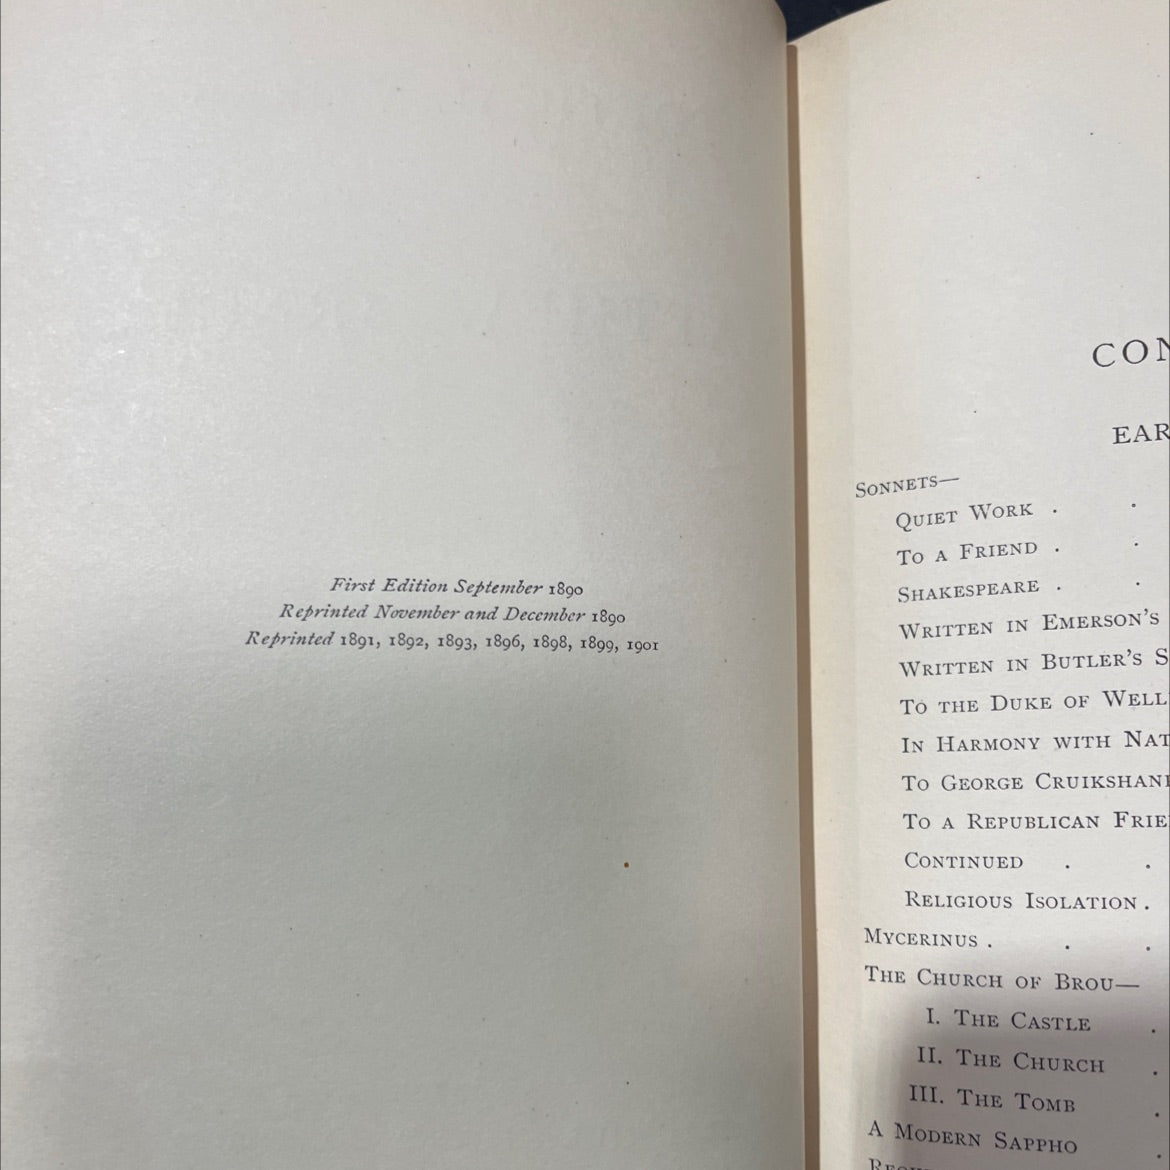 First Edition September 1890
Reprinted November and December 1890
Reprinted 1891, 1892, 1893, 1896, 1898, 1899, 1901
CON
EAR
SONNETS—
QUIET WORK . .
TO A FRIEND . .
SHAKESPEARE . .
WRITTEN IN EMERSON'S
WRITTEN IN BUTLER'S S
TO THE DUKE OF WELL
IN HARMONY WITH NAT
TO GEORGE CRUIKSHANK
TO A REPUBLICAN FRIE
CONTINUED . .
RELIGIOUS ISOLATION .
MYCERINUS . . .
THE CHURCH OF BROU—
I. THE CASTLE .
II. THE CHURCH .
III. THE TOMB .
A MODERN SAPPHO .